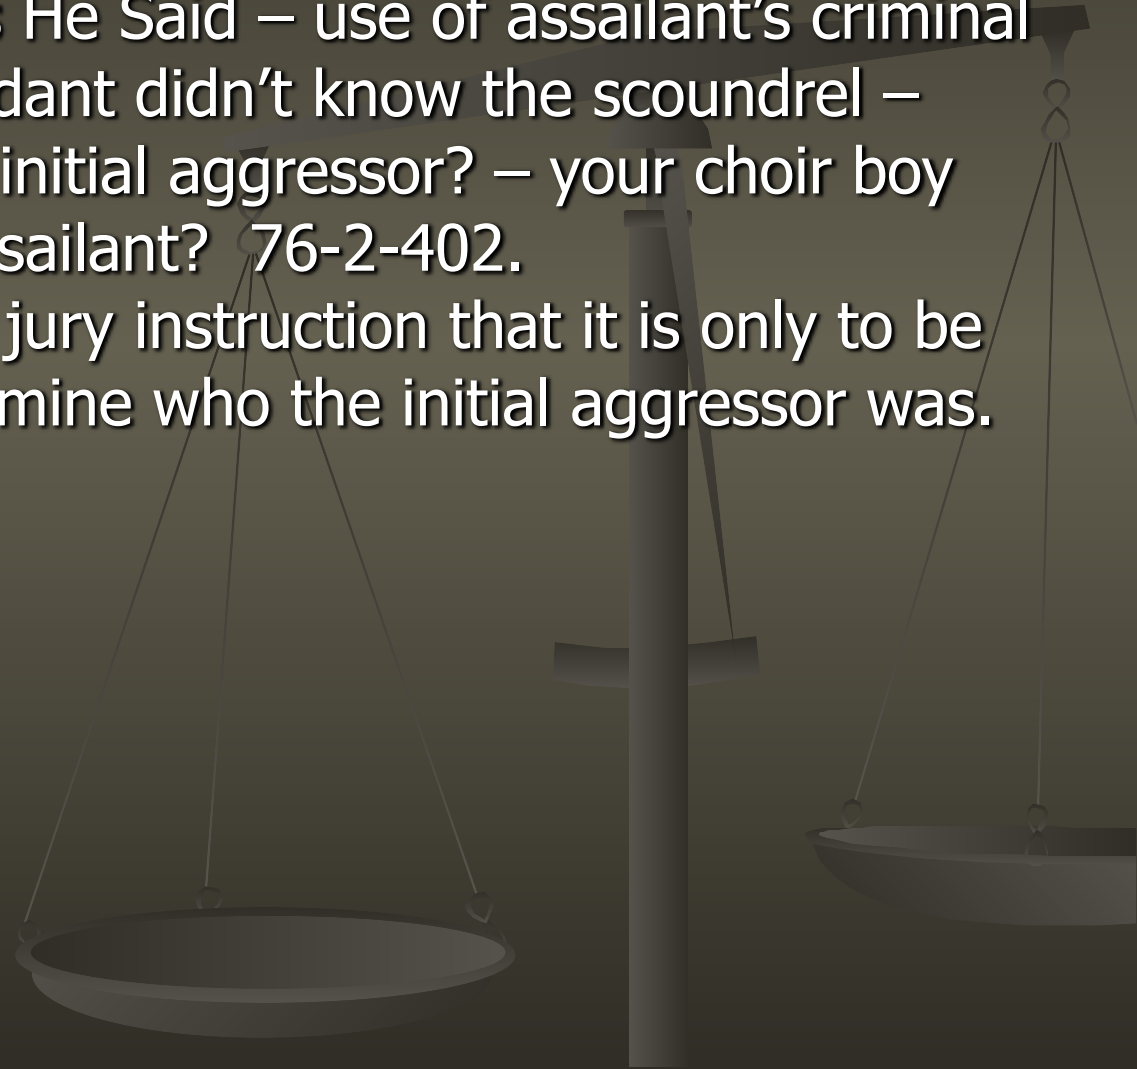 He Said – use of assailant’s criminal
dant didn’t know the scoundrel –
initial aggressor? – your choir boy
sailant?  76-2-402.
jury instruction that it is only to be
mine who the initial aggressor was.